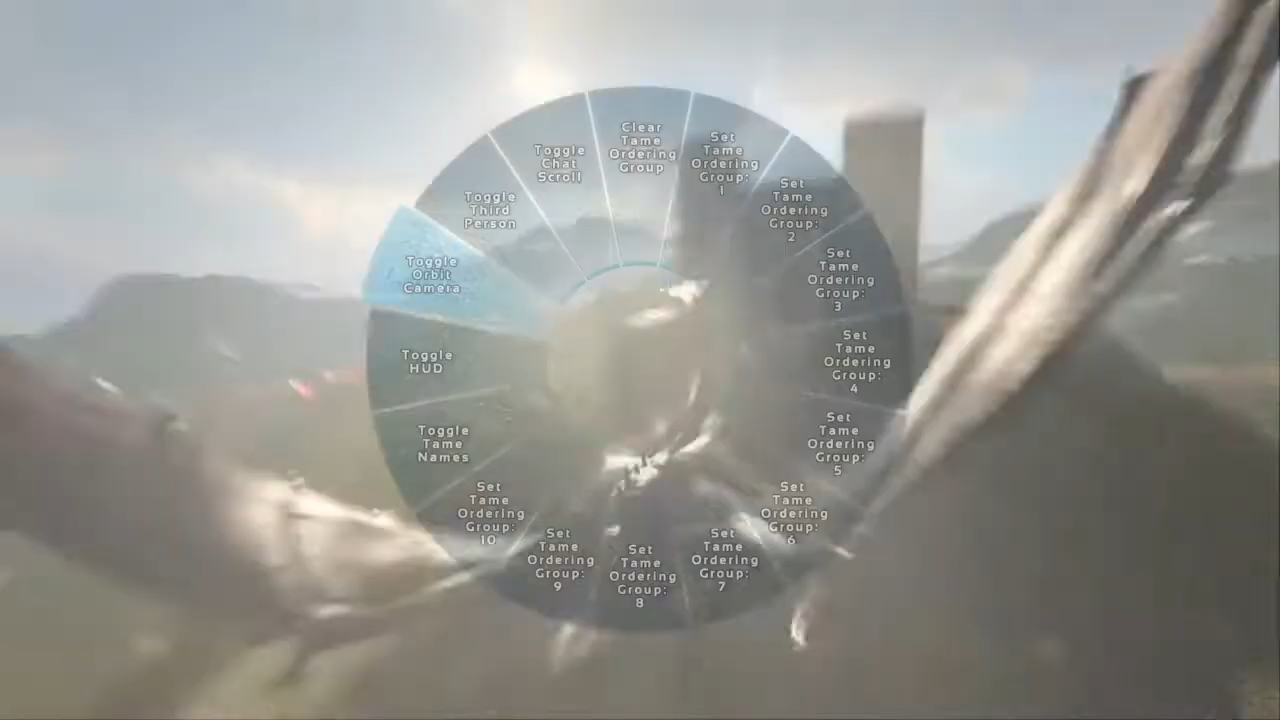 Clear
Tame
Ordering
Group
Set
Tame
Ordering
Group:
1
Set
Tame
Ordering
Group:
2
Set
Tame
Ordering
Group:
3
Set
Tame
Ordering
Group:
4
Set
Tame
Ordering
Group:
5
Set
Tame
Ordering
Group:
6
Set
Tame
Ordering
Group:
7
Set
Tame
Ordering
Group:
8
Set
Tame
Ordering
Group:
9
Set
Tame
Ordering
Group:
10
Toggle
Tame
Names
Toggle
HUD
Toggle
Orbit
Camera
Toggle
Third
Person
Toggle
Chat
Scroll